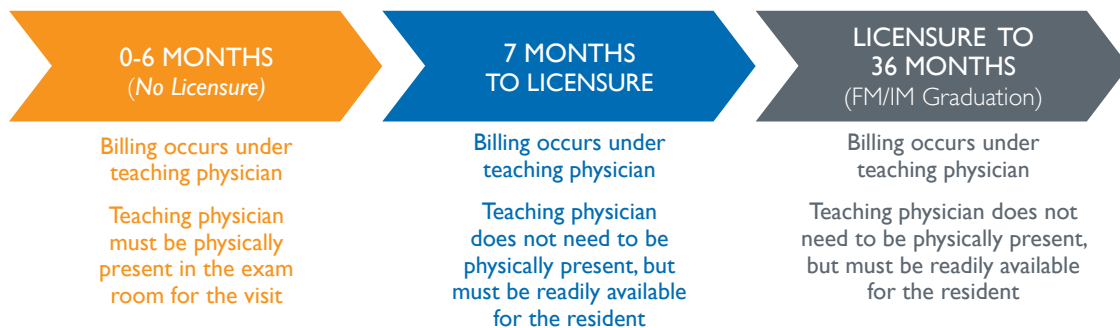 0-6 MONTHS
(No Licensure)
Billing occurs under
teaching physician
Teaching physician
must be physically
present in the exam
room for the visit
7 MONTHS
TO LICENSURE
Billing occurs under
teaching physician
Teaching physician
does not need to be
physically present, but
must be readily available
for the resident
LICENSURE TO
36 MONTHS
(FM/IM Graduation)
Billing occurs under
teaching physician
Teaching physician does not
need to be physically present,
but must be readily available
for the resident